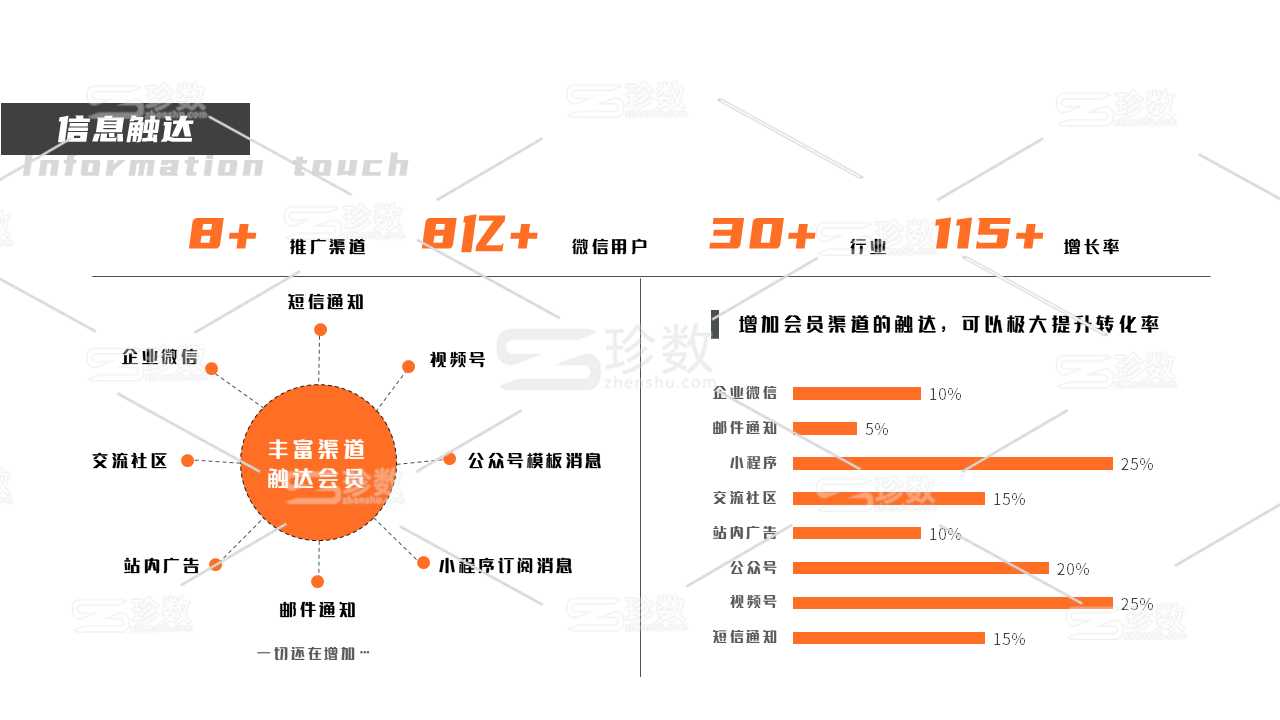 信息触达
Information touch
8+ 推广渠道
8亿+ 微信用户
30+ 行业
115+ 增长率
短信通知
企业微信
视频号
丰富渠道
触达会员
交流社区
公众号模板消息
站内广告
小程序订阅消息
邮件通知
一切还在增加…
增加会员渠道的触达，可以极大提升转化率
企业微信 10%
邮件通知 5%
小程序 25%
交流社区 15%
站内广告 10%
公众号 20%
视频号 25%
短信通知 15%
珍数
zhenshu.com